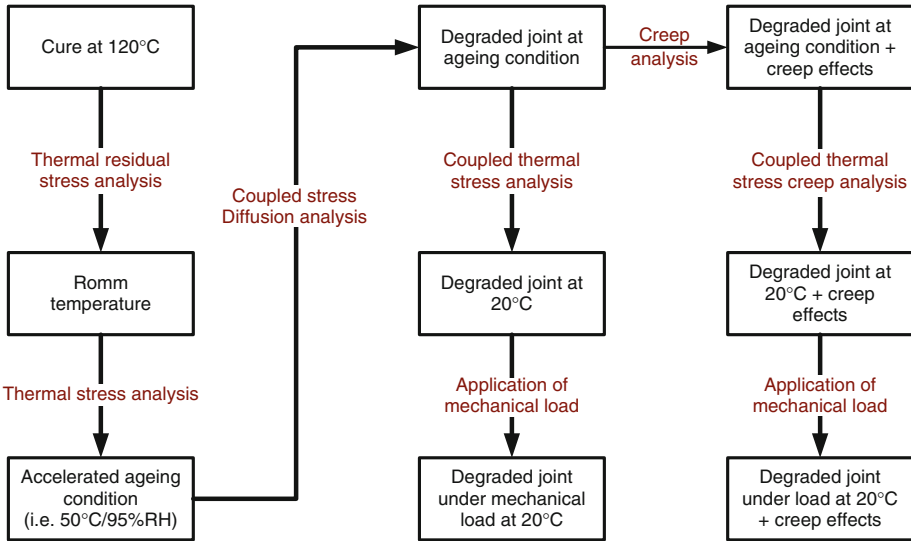 Cure at 120°C
Thermal residual
stress analysis
Romm
temperature
Thermal stress analysis
Accelerated ageing
condition
(i.e. 50°C/95%RH)
Coupled stress
Diffusion analysis
Degraded joint at
ageing condition
Coupled thermal
stress analysis
Degraded joint at
20°C
Application of
mechanical load
Degraded joint
under mechanical
load at 20°C
Creep
analysis
Degraded joint at
ageing condition +
creep effects
Coupled thermal
stress creep analysis
Degraded joint at
20°C + creep
effects
Application of
mechanical load
Degraded joint
under load at 20°C
+ creep effects